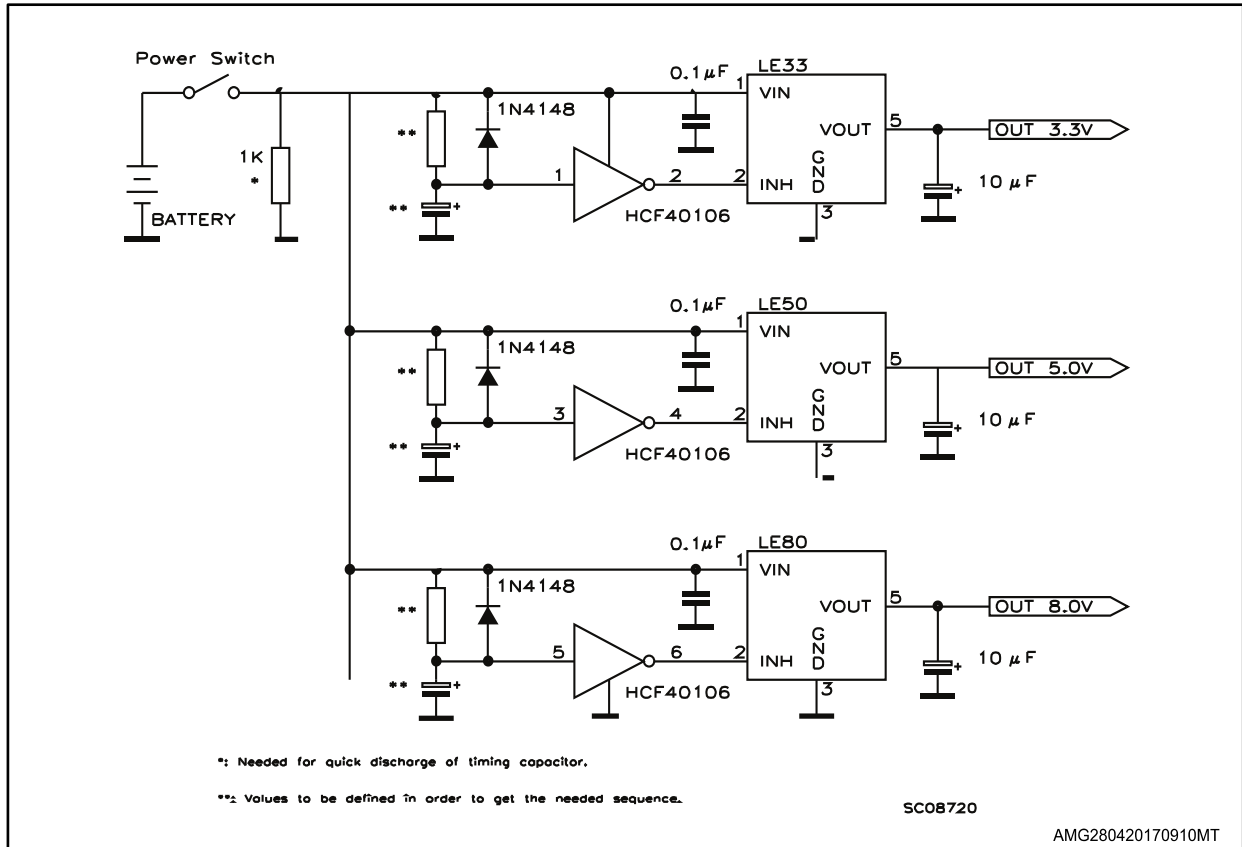 Power Switch
1K
*
BATTERY
**
**
1N4148
1
2
HCF40106
0.1µF
LE33
1
VIN
2
INH
VOUT
GND
3
5
OUT 3.3V
10 µF
+
+
**
**
1N4148
3
4
HCF40106
0.1µF
LE50
1
VIN
2
INH
VOUT
GND
3
5
OUT 5.0V
10 µF
+
+
**
**
1N4148
5
6
HCF40106
0.1µF
LE80
1
VIN
2
INH
VOUT
GND
3
5
OUT 8.0V
10 µF
+
+
*: Needed for quick discharge of timing capacitor.
**: Values to be defined in order to get the needed sequence.
SC08720
AMG280420170910MT